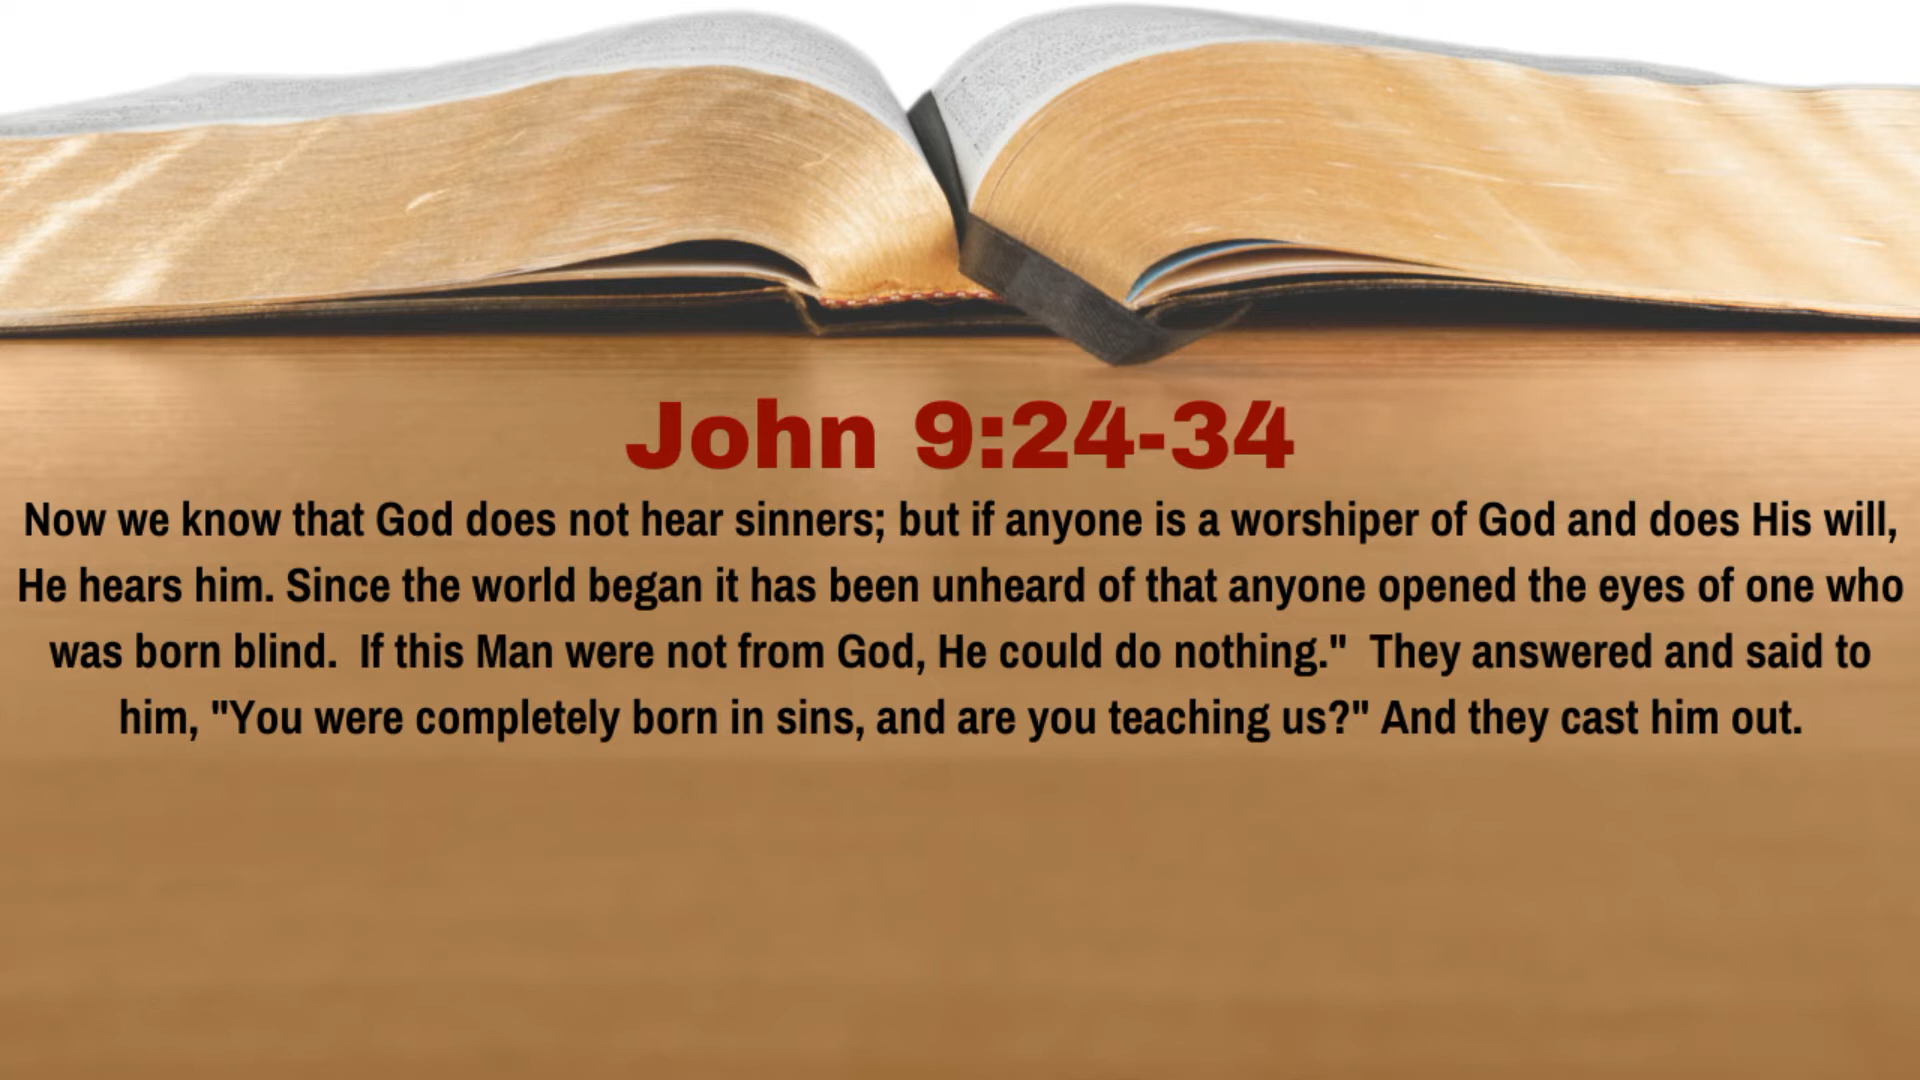 John 9:24-34
Now we know that God does not hear sinners; but if anyone is a worshiper of God and does His will,
He hears him. Since the world began it has been unheard of that anyone opened the eyes of one who
was born blind.  If this Man were not from God, He could do nothing."  They answered and said to
him, "You were completely born in sins, and are you teaching us?" And they cast him out.